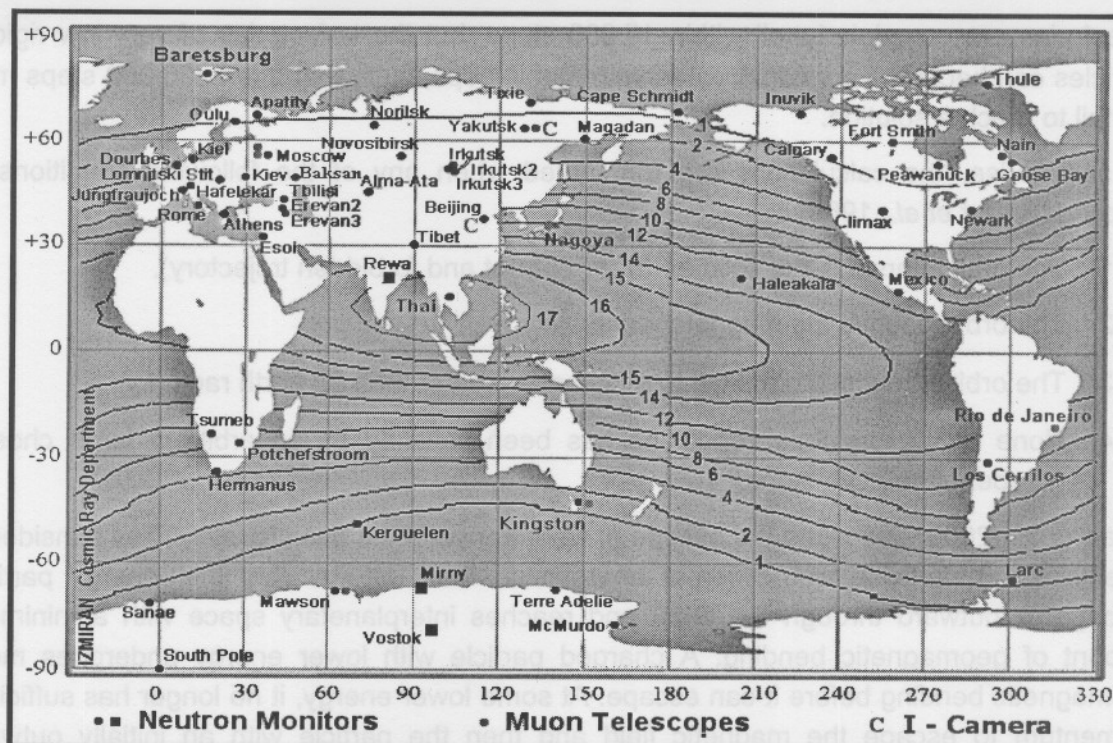 +90
Baretsburg
Thule
Apatity
Tixie
Cape Schmidt
Inuvik
Norilsk
Oulu
Yakutsk C Magadan
Fort Smith
+60
Kiel
Novosibirsk
Calgary
Dourbes
Moscow
Irkutsk
Nain
Lomnitski Stit.
Kiev
Baksan
Irkutsk2
Peawanuck
Goose Bay
Jungfraujoch
Hafelekar
Tbilisi
Irma-Ata
Irkutsk3
Rome
Erevan2
Beijing
Climax
Newark
Athens
Erevan3
C
+30
Esoi
Tibet
Nagoya
Rewa
Mexico
Haleakala
Thai
1
2
4
6
8
10
12
14
15
16
17
0
15
14
12
10
8
6
4
2
1
Tsumeb
Rio de Janeiro
-30
Potchefstroom
Los Cerrilos
Hermanus
Kingston
Kerguelen
-60
Mirny
Larc
Sanae
Mawson
Terre Adelie
McMurdo
Vostok
-90
South Pole
IZMIRAN Cosmic Ray Department
0 30 60 90 120 150 180 210 240 270 300 330
Neutron Monitors
Muon Telescopes
C I - Camera